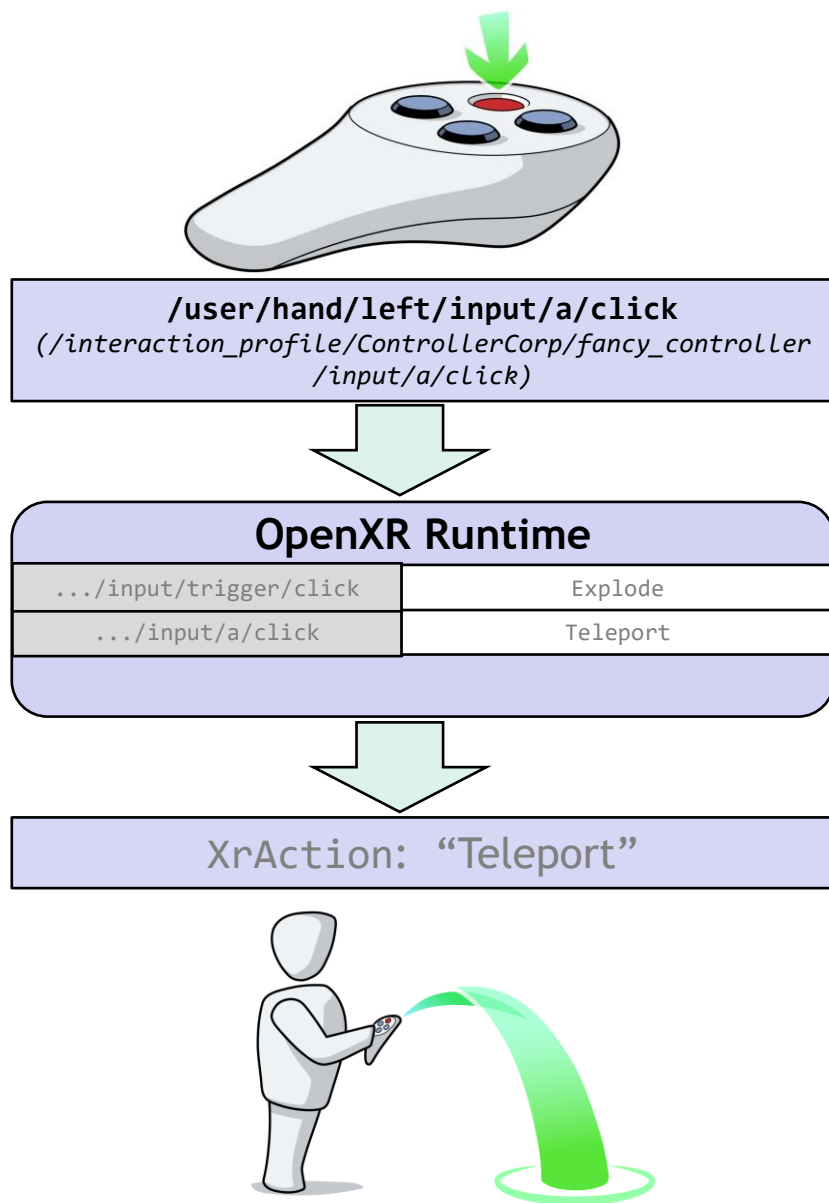 /user/hand/left/input/a/click
(/interaction_profile/ControllerCorp/fancy_controller
/input/a/click)
OpenXR Runtime
.../input/trigger/click Explode
.../input/a/click Teleport
XrAction: “Teleport”